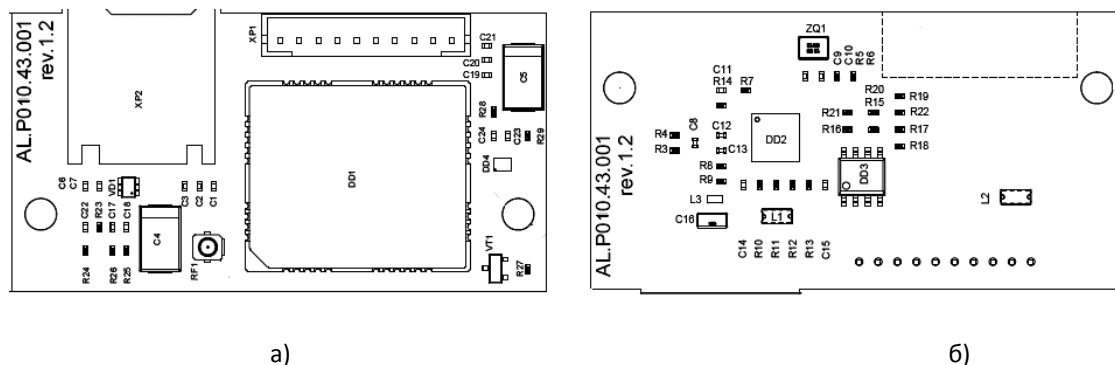 AL.P010.43.001
rev.1.2
XP2
XP1
C21
C20
C19
C5
R28
C24
C23
R29
DD4
DD1
C6
C7
VD1
C3
C2
C1
C22
R23
C17
C18
C4
RF1
R24
R26
R25
VT1
R27
а)
AL.P010.43.001
rev.1.2
ZQ1
C9
C10
R5
R6
C11
R14
R7
R20
R15
R19
R21
R22
R16
R17
R18
R4
R3
C8
C12
C13
DD2
R8
R9
DD3
L3
C16
L1
L2
C14
R10
R11
R12
R13
C15
б)